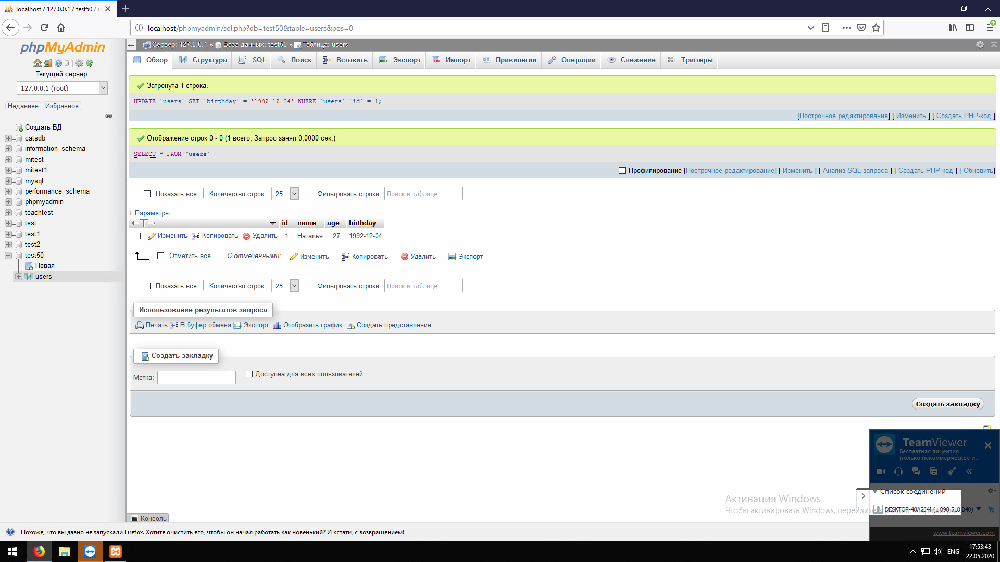 localhost / 127.0.0.1 / test50 / u
localhost/phpmyadmin/sql.php?db=test50&table=users&pos=0
phpMyAdmin
Текущий сервер:
127.0.0.1 (root)
Недавнее Избранное
Создать БД
catsdb
information_schema
mitest
mitest1
mysql
performance_schema
phpmyadmin
teachtest
test
test1
test2
test50
Новая
users
Сервер: 127.0.0.1 » База данных: test50 » Таблица: users
Обзор Структура SQL Поиск Вставить Экспорт Импорт Привилегии Операции Слежение Триггеры
Затронута 1 строка.
UPDATE `users` SET `birthday` = '1992-12-04' WHERE `users`.`id` = 1;
[Построчное редактирование] [ Изменить ] [ Создать PHP-код ]
Отображение строк 0 - 0 (1 всего, Запрос занял 0,0000 сек.)
SELECT * FROM `users`
Профилирование [Построчное редактирование] [ Изменить ] [ Анализ SQL запроса ] [ Создать PHP-код ] [ Обновить]
Показать все | Количество строк: 25 Фильтровать строки: Поиск в таблице
+ Параметры
←T→ id name age birthday
Изменить Копировать Удалить 1 Наталья 27 1992-12-04
Отметить все С отмеченными: Изменить Копировать Удалить Экспорт
Показать все | Количество строк: 25 Фильтровать строки: Поиск в таблице
Использование результатов запроса
Печать В буфер обмена Экспорт Отобразить график Создать представление
Создать закладку
Метка: Доступна для всех пользователей
Создать закладку
Консоль
TeamViewer
Бесплатная лицензия
(только некоммерческое и...
Список соединений
DESKTOP-48A2J4I (1 898 518 840)
www.teamviewer.com
Активация Windows
Чтобы активировать Windows, перейдите в раздел "Параметры".
Похоже, что вы давно не запускали Firefox. Хотите очистить его, чтобы он начал работать как новенький? И кстати, с возвращением!
ENG
17:53:43
22.05.2020